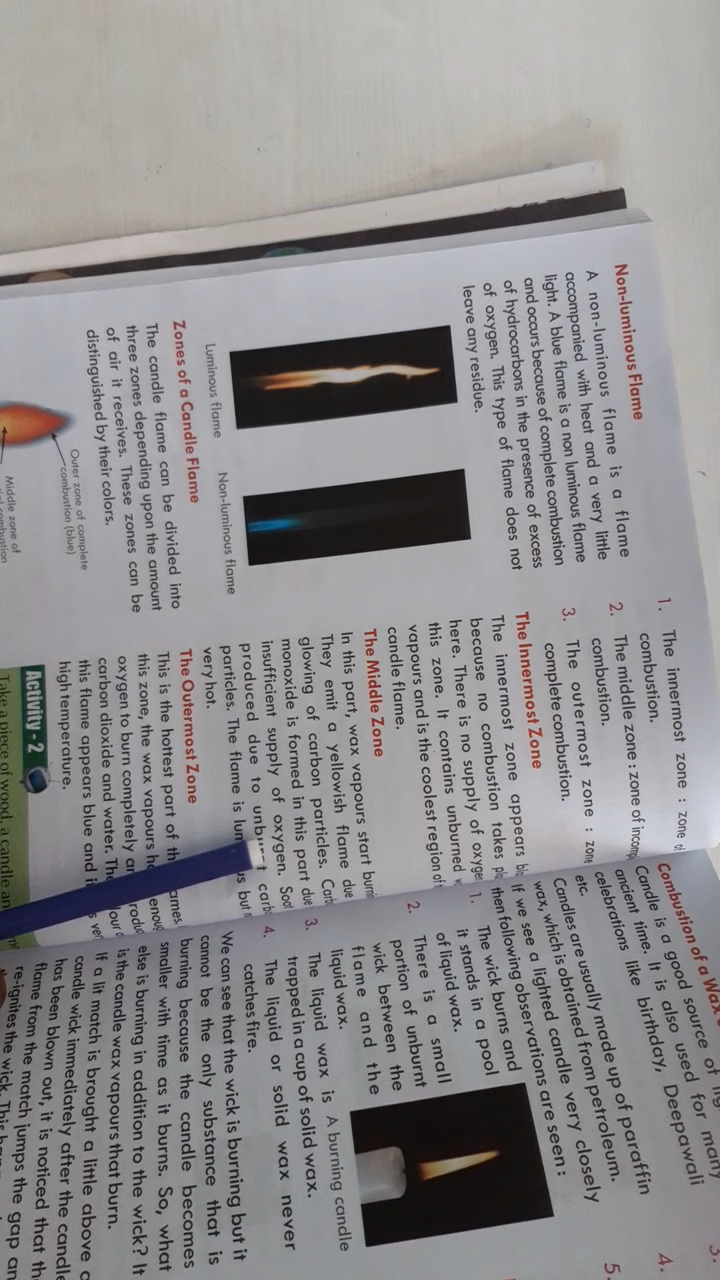 Non-luminous Flame
A non-luminous flame is a flame
accompanied with heat and a very little
light. A blue flame is a non luminous flame
and occurs because of complete combustion
of hydrocarbons in the presence of excess
of oxygen. This type of flame does not
leave any residue.
Luminous flame
Non-luminous flame
Zones of a Candle Flame
The candle flame can be divided into
three zones depending upon the amount
of air it receives. These zones can be
distinguished by their colors.
Outer zone of complete
combustion (blue)
Middle zone of
combustion
1. The innermost zone : zone
combustion.
2. The middle zone : zone of
combustion.
3. The outermost zone : zone
complete combustion.
The Innermost Zone
The innermost zone appears
because no combustion takes
here. There is no supply of
this zone. It contains unburned
vapours and is the coolest region
candle flame.
The Middle Zone
In this part, wax vapours start
They emit a yellowish flame due
glowing of carbon particles.
monoxide is formed in this part due
insufficient supply of oxygen.
produced due to
particles. The flame is
very hot.
The Outermost Zone
This is the hottest part of
this zone, the wax vapours
oxygen to burn completely
carbon dioxide and water.
this flame appears blue and
high temperature.
Activity - 2
Take a piece of wood, a candle
Combustion of a Wax
Candle is a good source of
ancient time. It is also used for many
celebrations like birthday, Deepawali
etc.
Candles are usually made up of paraffin
wax, which is obtained from petroleum.
If we see a lighted candle very closely
then following observations are seen :
1. The wick burns and
it stands in a pool
of liquid wax.
2. There is a small
portion of unburnt
wick between the
flame and the
liquid wax.
A burning candle
3. The liquid wax is
trapped in a cup of solid wax.
4. The liquid or solid wax never
catches fire.
We can see that the wick is burning but it
cannot be the only substance that is
burning because the candle becomes
smaller with time as it burns. So, what
else is burning in addition to the wick? It
is the candle wax vapours that burn.
If a lit match is brought a little above
candle wick immediately after the candle
has been blown out, it is noticed that
flame from the match jumps the gap
re-ignites the wick. This
3.
4.
5.